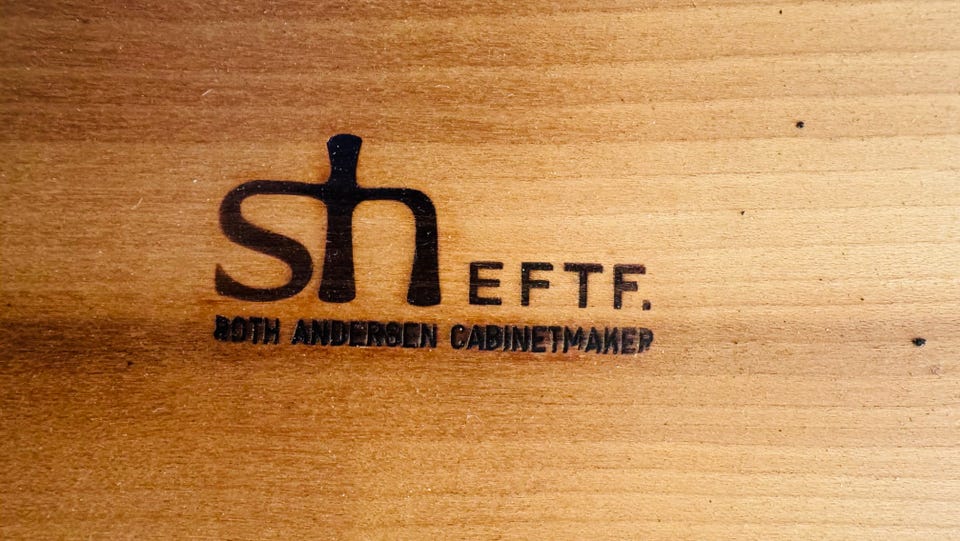 sh EFTF.
ROTH ANDERSEN CABINETMAKER